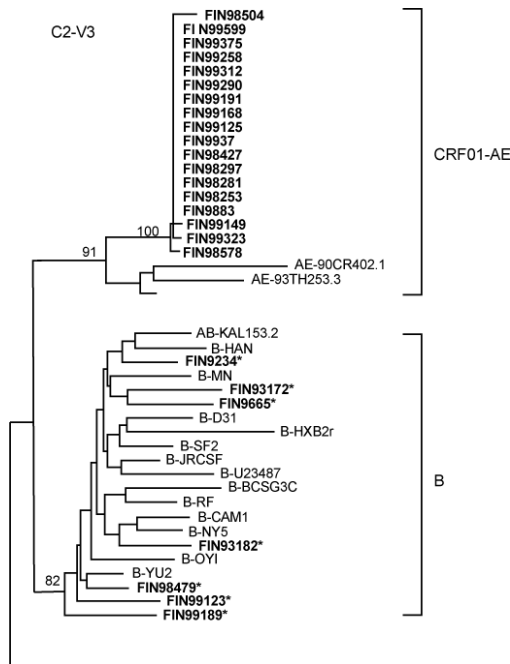 FIN98504
C2-V3
FI N99599
FIN99375
FIN99258
FIN99312
FIN99290
FIN99191
FIN99168
FIN99125
FIN9937
CRF01-AE
FIN98427
FIN98297
FIN98281
FIN98253
FIN9883
100
FIN99149
FIN99323
91
FIN98578
AE-90CR402.1
AE-93TH253.3
AB-KAL153.2
B-HAN
FIN9234*
B-MN
FIN93172*
FIN9665*
B-D31
B-HXB2r
B-SF2
B-JRCSF
B-U23487
B
B-BCSG3C
B-RF
B-CAM1
B-NY5
FIN93182*
B-OYI
B-YU2
82
FIN98479*
FIN99123*
FIN99189*